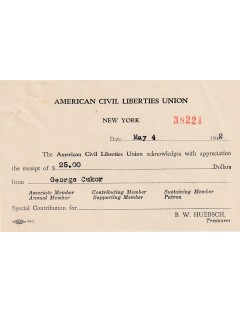 AMERICAN CIVIL LIBERTIES UNION
NEW YORK
38221
Date: May 4 1942
The American Civil Liberties Union acknowledges with appreciation
the receipt of $ 25.00 Dollars
from George Cukor
Associate Member Contributing Member Sustaining Member
Annual Member Supporting Member Patron
Special Contribution for
B. W. HUEBSCH,
Treasurer